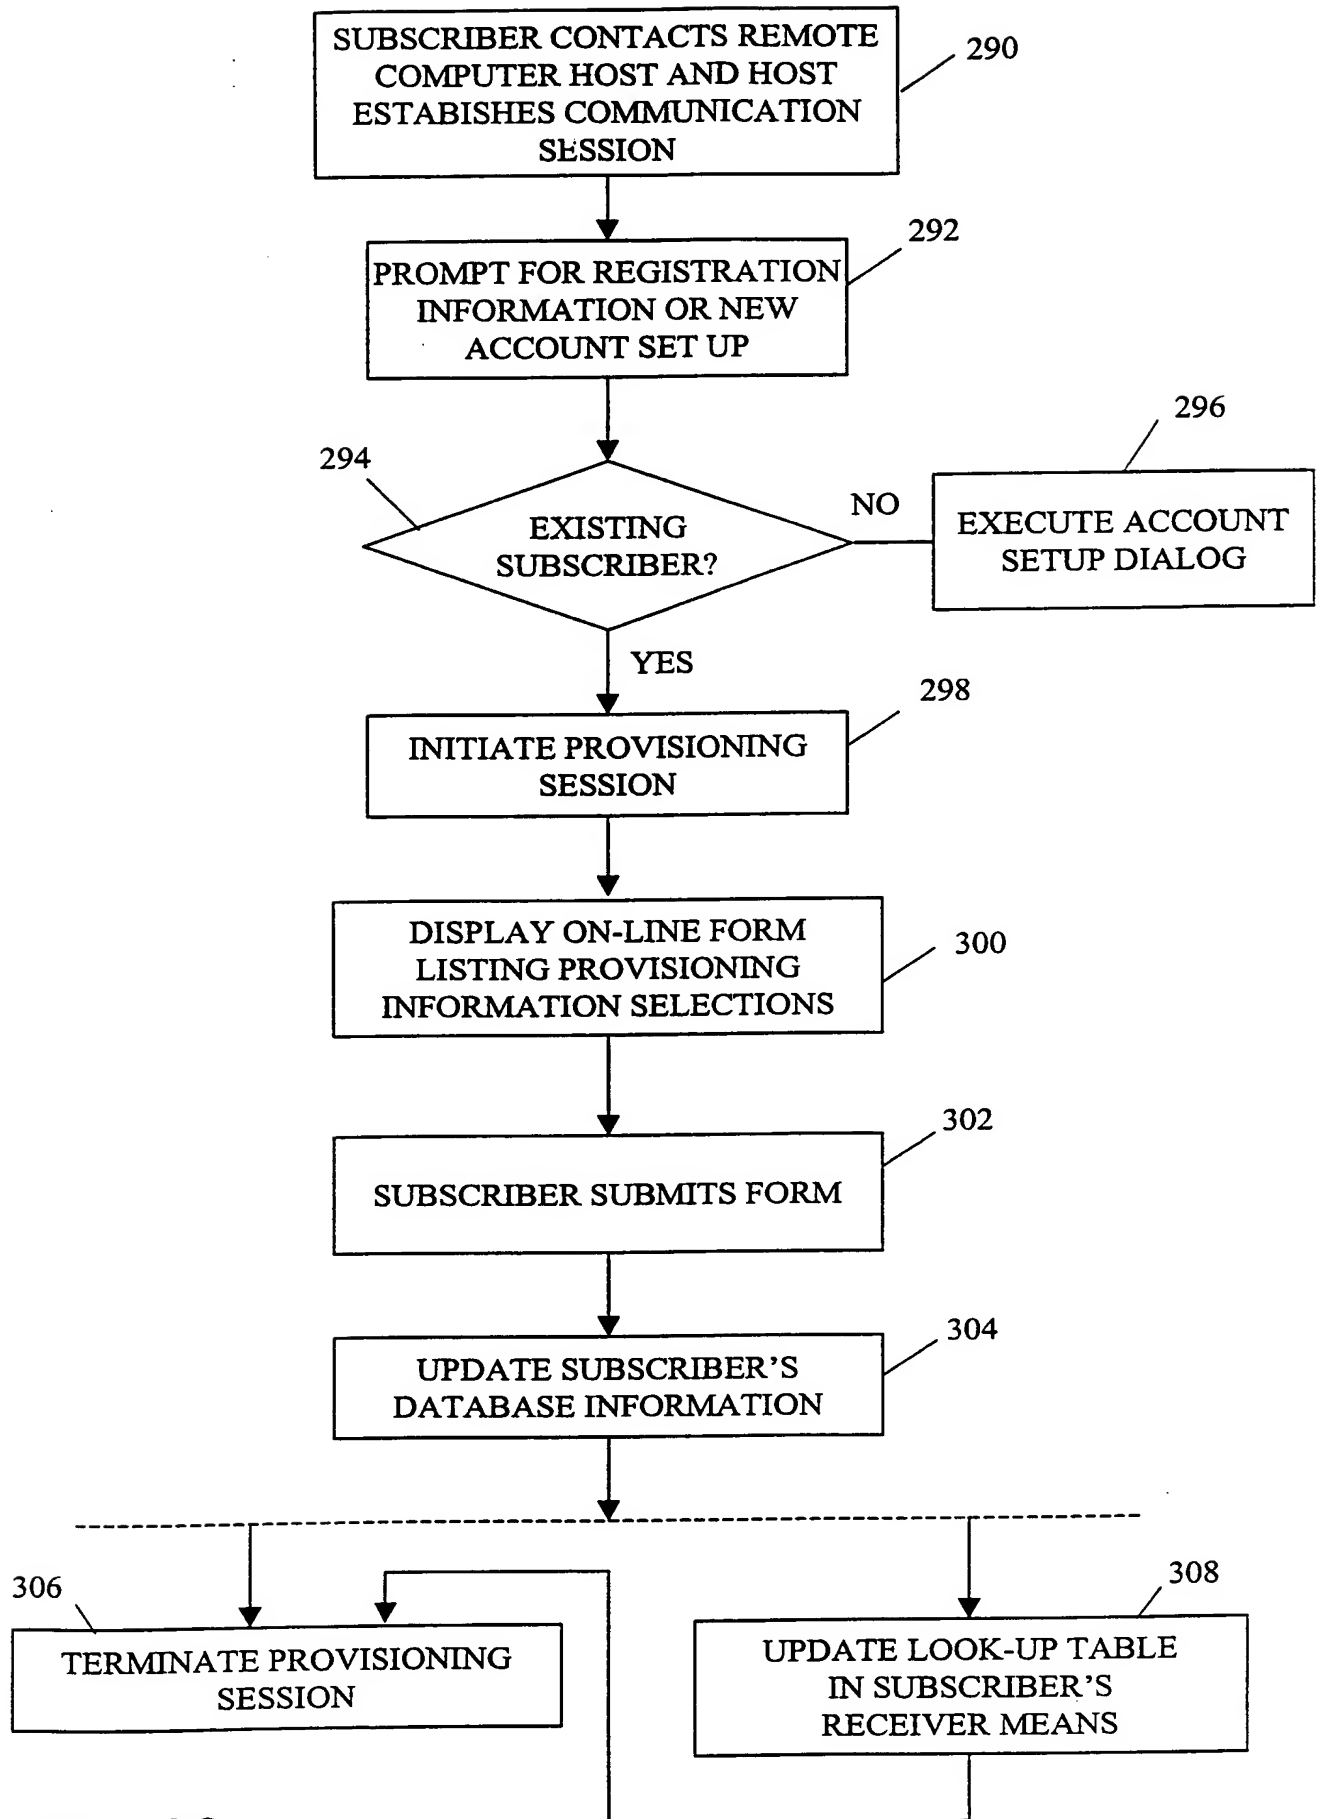 SUBSCRIBER CONTACTS REMOTE
COMPUTER HOST AND HOST
ESTABISHES COMMUNICATION
SESSION
290
292
PROMPT FOR REGISTRATION
INFORMATION OR NEW
ACCOUNT SET UP
294
EXISTING
SUBSCRIBER?
NO
296
EXECUTE ACCOUNT
SETUP DIALOG
YES
298
INITIATE PROVISIONING
SESSION
DISPLAY ON-LINE FORM
LISTING PROVISIONING
INFORMATION SELECTIONS
300
302
SUBSCRIBER SUBMITS FORM
304
UPDATE SUBSCRIBER'S
DATABASE INFORMATION
306
TERMINATE PROVISIONING
SESSION
308
UPDATE LOOK-UP TABLE
IN SUBSCRIBER'S
RECEIVER MEANS